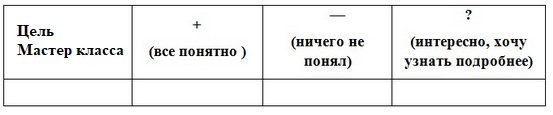 Цель
Мастер класса
+
(все понятно )
—
(ничего не
понял)
?
(интересно, хочу
узнать подробнее)